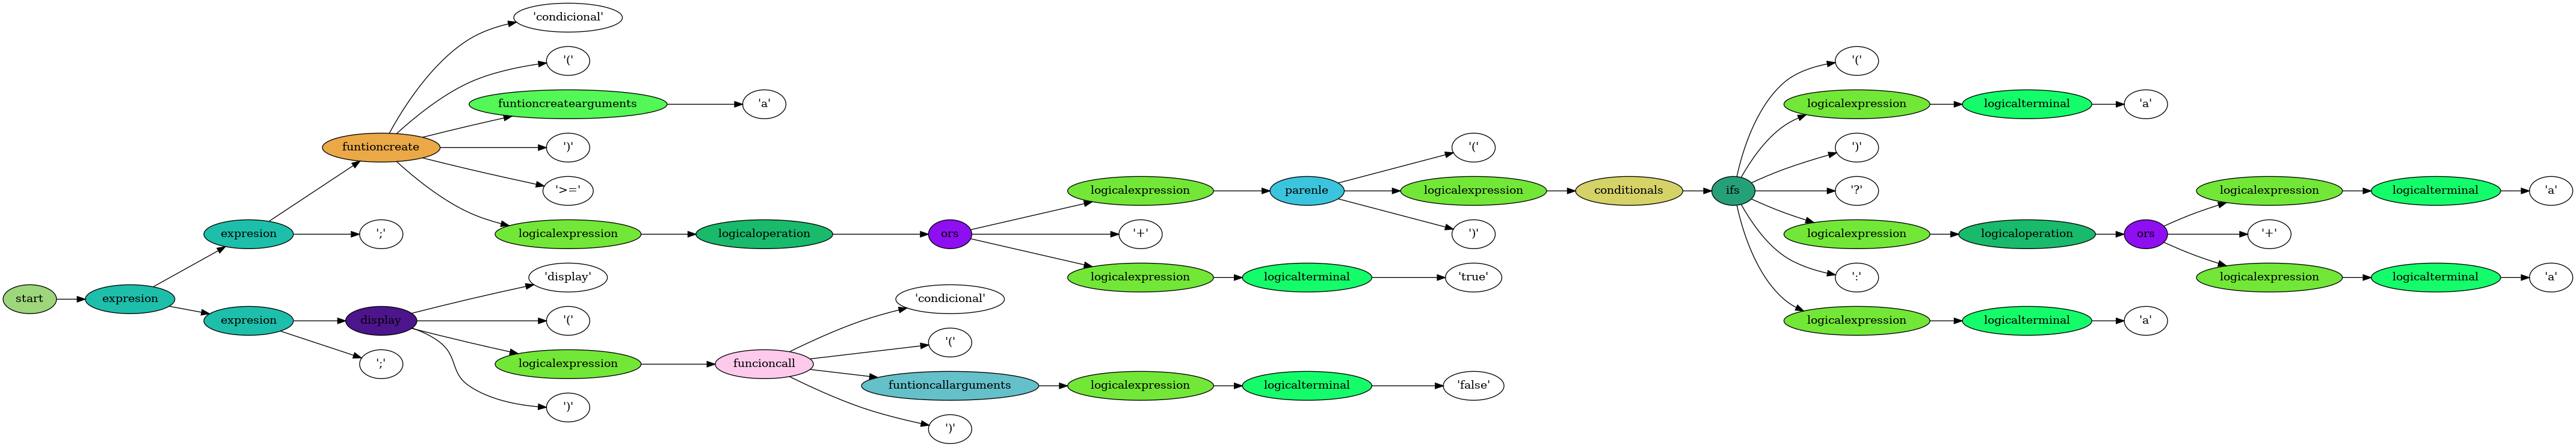 'condicional'
'(' '('
funtioncreatearguments 'a' logicalexpression logicalterminal 'a'
funtioncreate ')' '(' ')'
'>=' logicalexpression parenle logicalexpression conditionals ifs '?' logicalexpression logicalterminal 'a'
expresion ';' logicalexpression logicaloperation ors '+' ')' logicalexpression logicaloperation ors '+'
'display' logicalexpression logicalterminal 'true' ':' logicalexpression logicalterminal 'a'
start expresion 'condicional'
expresion display '(' logicalexpression logicalterminal 'a'
'('
';' logicalexpression funcioncall
funtioncallarguments logicalexpression logicalterminal 'false'
')'
')'